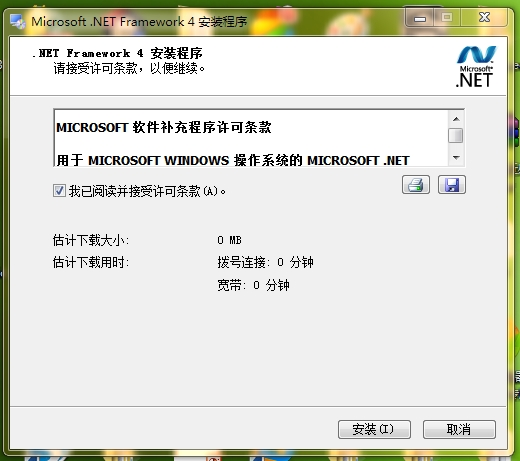 Microsoft .NET Framework 4 安装程序
.NET Framework 4 安装程序
请接受许可条款，以便继续。
Microsoft®
.NET
MICROSOFT 软件补充程序许可条款
用于 MICROSOFT WINDOWS 操作系统的 MICROSOFT .NET
我已阅读并接受许可条款(A)。
估计下载大小: 0 MB
估计下载用时: 拨号连接: 0 分钟
宽带: 0 分钟
安装(I) 取消